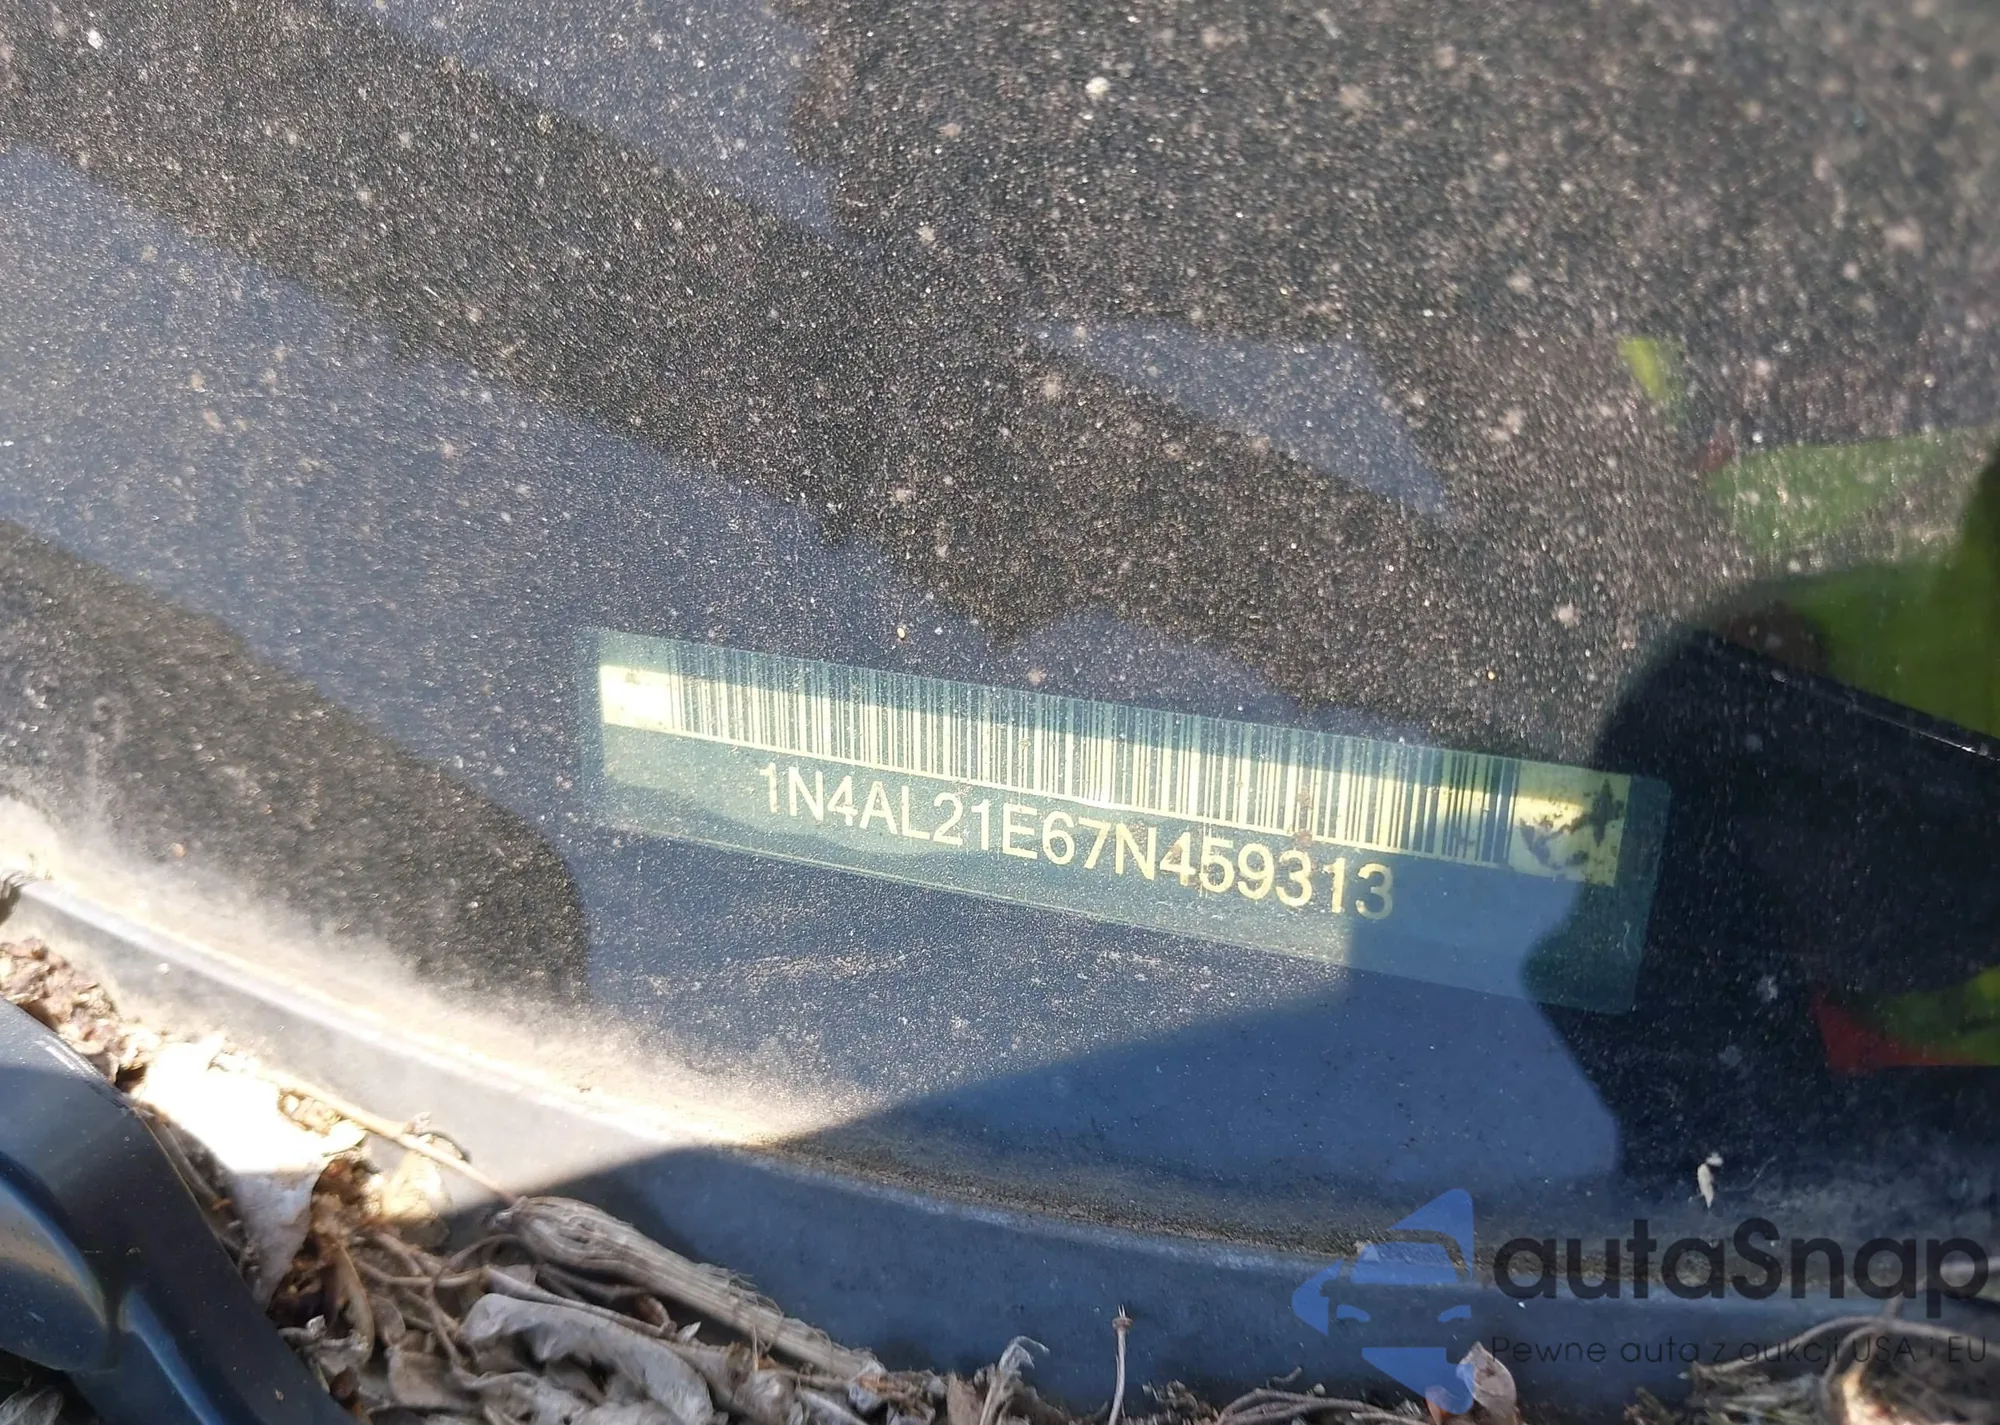 1N4AL21E67N459313
autaSnap
Pewne auta z aukcji USA i EU